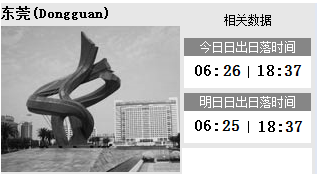 东莞(Dongguan)
相关数据
今日日出日落时间
06:26 | 18:37
明日日出日落时间
06:25 | 18:37